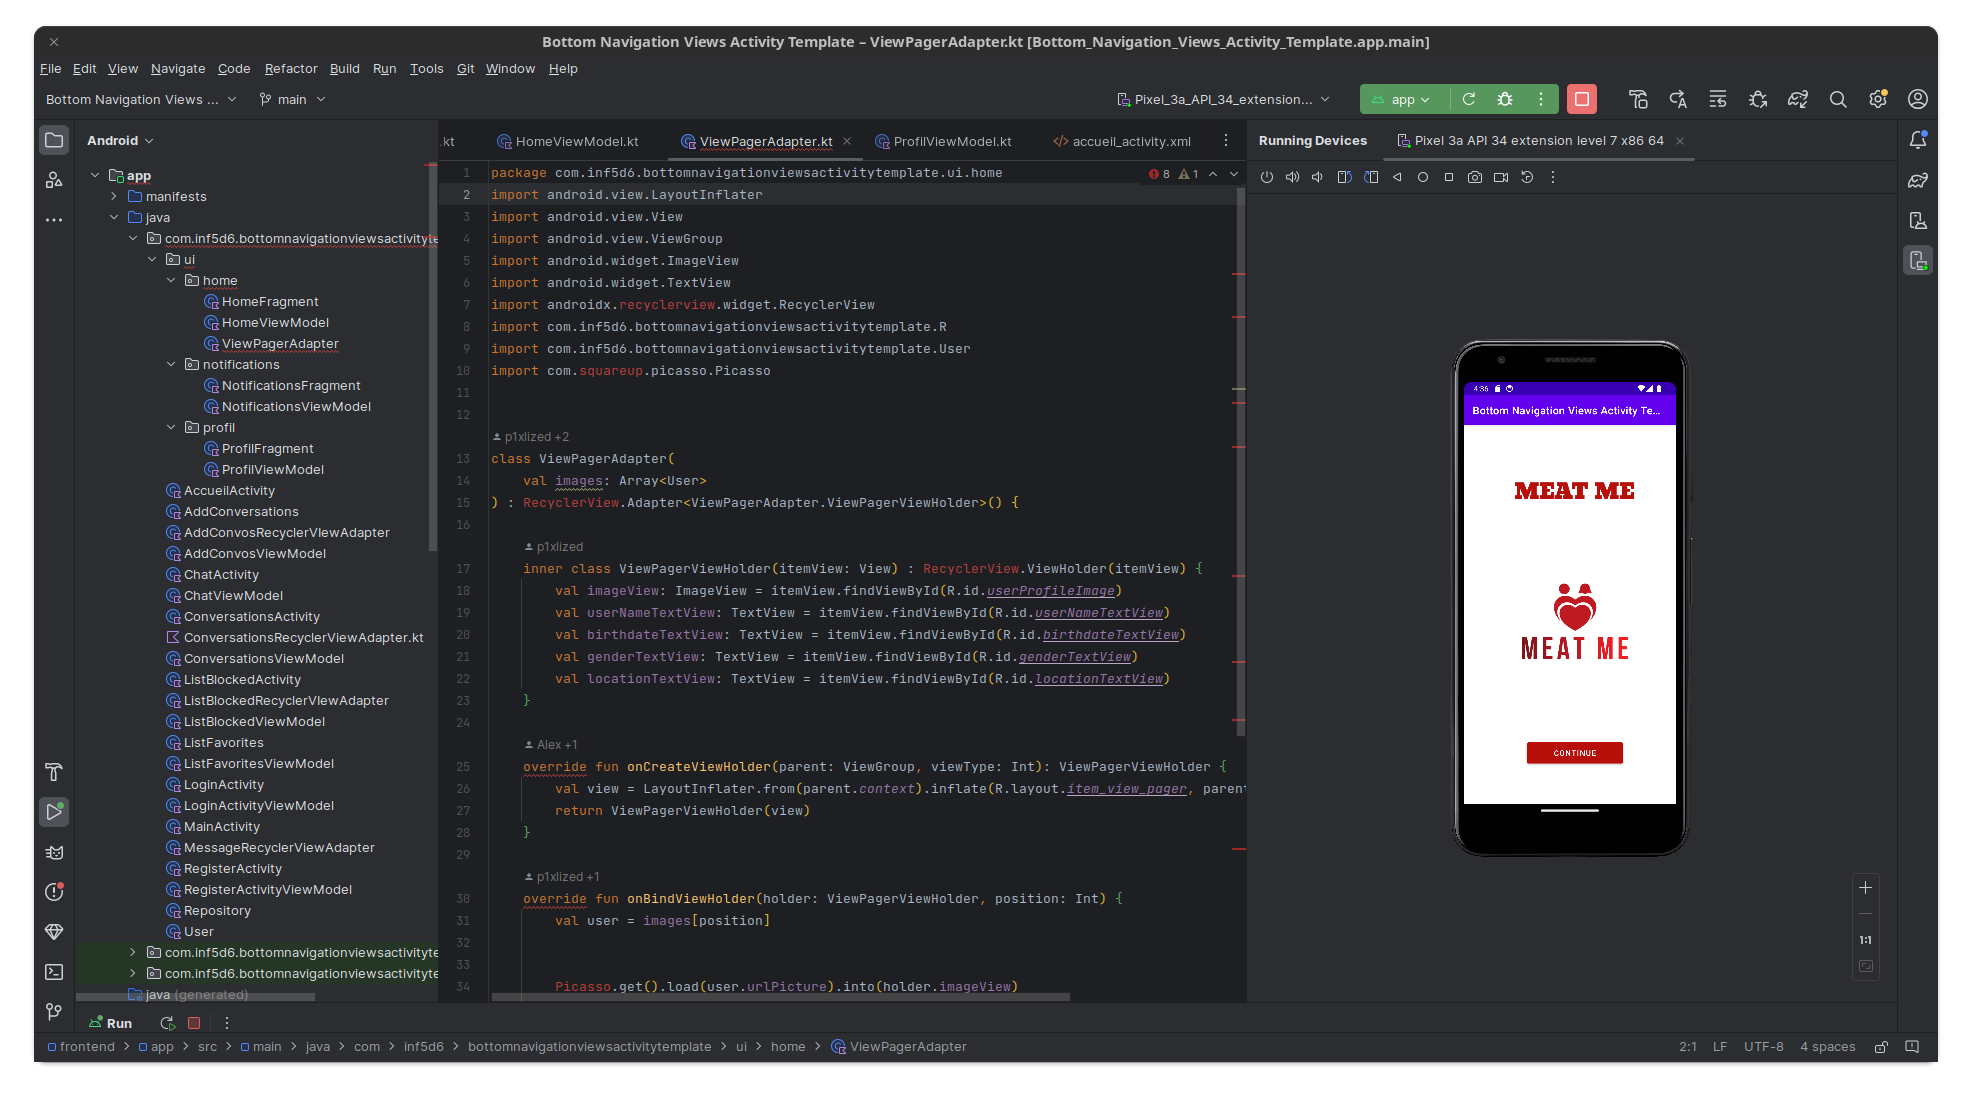 Bottom Navigation Views Activity Template – ViewPagerAdapter.kt [Bottom_Navigation_Views_Activity_Template.app.main]
File Edit View Navigate Code Refactor Build Run Tools Git Window Help
Bottom Navigation Views ... main Pixel_3a_API_34_extension... app
Android
app
manifests
java
com.inf5d6.bottomnavigationviewsactivityte
ui
home
HomeFragment
HomeViewModel
ViewPagerAdapter
notifications
NotificationsFragment
NotificationsViewModel
profil
ProfilFragment
ProfilViewModel
AccueilActivity
AddConversations
AddConvosRecyclerVIewAdapter
AddConvosViewModel
ChatActivity
ChatViewModel
ConversationsActivity
ConversationsRecyclerViewAdapter.kt
ConversationsViewModel
ListBlockedActivity
ListBlockedRecyclerVIewAdapter
ListBlockedViewModel
ListFavorites
ListFavoritesViewModel
LoginActivity
LoginActivityViewModel
MainActivity
MessageRecyclerViewAdapter
RegisterActivity
RegisterActivityViewModel
Repository
User
com.inf5d6.bottomnavigationviewsactivityte
com.inf5d6.bottomnavigationviewsactivityte
java (generated)
.kt HomeViewModel.kt ViewPagerAdapter.kt ProfilViewModel.kt accueil_activity.xml
8 1
1 package com.inf5d6.bottomnavigationviewsactivitytemplate.ui.home
2 import android.view.LayoutInflater
3 import android.view.View
4 import android.view.ViewGroup
5 import android.widget.ImageView
6 import android.widget.TextView
7 import androidx.recyclerview.widget.RecyclerView
8 import com.inf5d6.bottomnavigationviewsactivitytemplate.R
9 import com.inf5d6.bottomnavigationviewsactivitytemplate.User
10 import com.squareup.picasso.Picasso
11
12
p1xlized +2
13 class ViewPagerAdapter(
14 val images: Array<User>
15 ) : RecyclerView.Adapter<ViewPagerAdapter.ViewPagerViewHolder>() {
16
p1xlized
17 inner class ViewPagerViewHolder(itemView: View) : RecyclerView.ViewHolder(itemView) {
18 val imageView: ImageView = itemView.findViewById(R.id.userProfileImage)
19 val userNameTextView: TextView = itemView.findViewById(R.id.userNameTextView)
20 val birthdateTextView: TextView = itemView.findViewById(R.id.birthdateTextView)
21 val genderTextView: TextView = itemView.findViewById(R.id.genderTextView)
22 val locationTextView: TextView = itemView.findViewById(R.id.locationTextView)
23 }
24
Alex +1
25 override fun onCreateViewHolder(parent: ViewGroup, viewType: Int): ViewPagerViewHolder {
26 val view = LayoutInflater.from(parent.context).inflate(R.layout.item_view_pager, paren
27 return ViewPagerViewHolder(view)
28 }
29
p1xlized +1
30 override fun onBindViewHolder(holder: ViewPagerViewHolder, position: Int) {
31 val user = images[position]
32
33
34 Picasso.get().load(user.urlPicture).into(holder.imageView)
Running Devices Pixel 3a API 34 extension level 7 x86 64
4:36
Bottom Navigation Views Activity Te...
MEAT ME
MEAT ME
CONTINUE
1:1
Run
frontend > app > src > main > java > com > inf5d6 > bottomnavigationviewsactivitytemplate > ui > home > ViewPagerAdapter
2:1 LF UTF-8 4 spaces